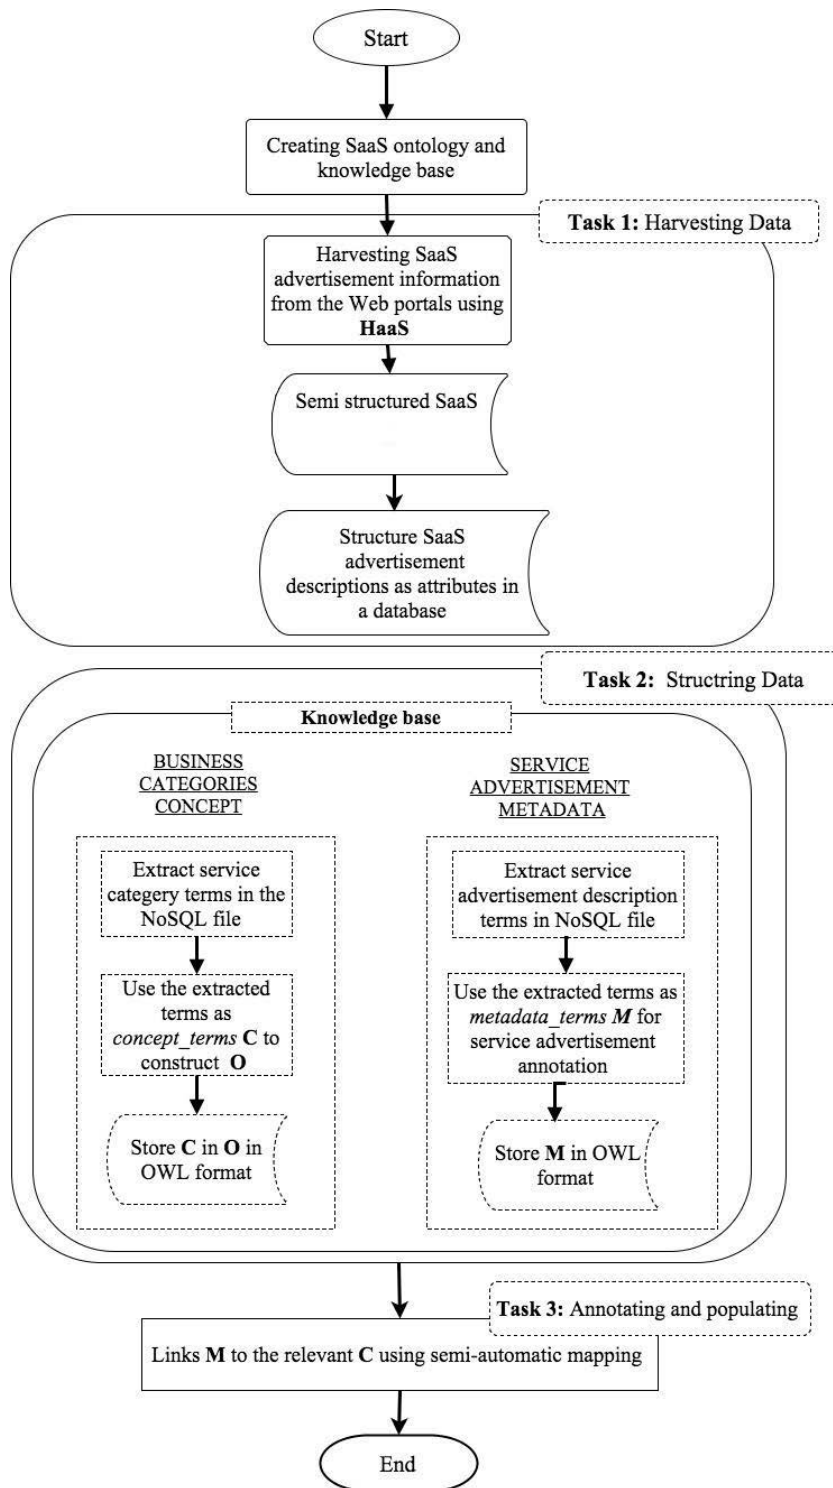 Start
Creating SaaS ontology and
knowledge base
Task 1: Harvesting Data
Harvesting SaaS
advertisement information
from the Web portals using
HaaS
Semi structured SaaS
Structure SaaS
advertisement
descriptions as attributes in
a database
Task 2: Structring Data
Knowledge base
BUSINESS
CATEGORIES
CONCEPT
Extract service
categery terms in the
NoSQL file
Use the extracted
terms as
concept_terms C to
construct O
Store C in O in
OWL format
SERVICE
ADVERTISEMENT
METADATA
Extract service
advertisement description
terms in NoSQL file
Use the extracted terms as
metadata_terms M for
service advertisement
annotation
Store M in OWL
format
Task 3: Annotating and populating
Links M to the relevant C using semi-automatic mapping
End